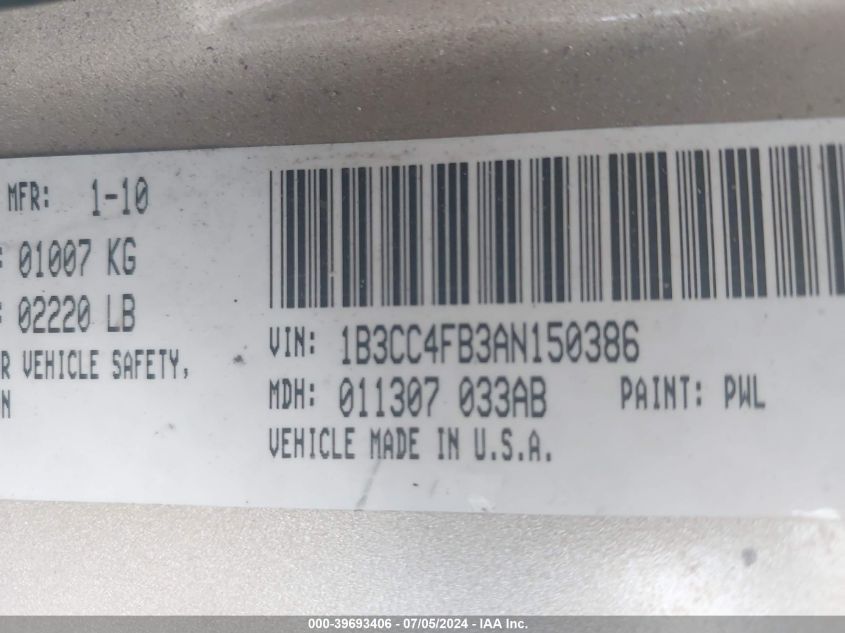 MFR: 1-10
: 01007 KG
: 02220 LB
R VEHICLE SAFETY,
N
VIN: 1B3CC4FB3AN150386
MDH: 011307 033AB PAINT: PWL
VEHICLE MADE IN U.S.A.
000-39693406 - 07/05/2024 - IAA Inc.